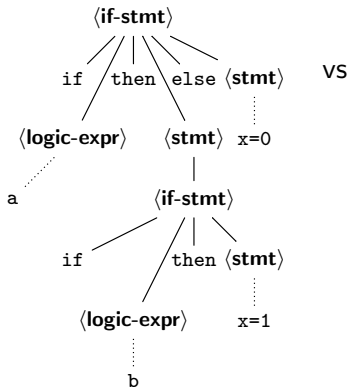 ⟨if-stmt⟩
if then else ⟨stmt⟩ vs
⟨logic-expr⟩ ⟨stmt⟩ x=0
a ⟨if-stmt⟩
if then ⟨stmt⟩
⟨logic-expr⟩ x=1
b